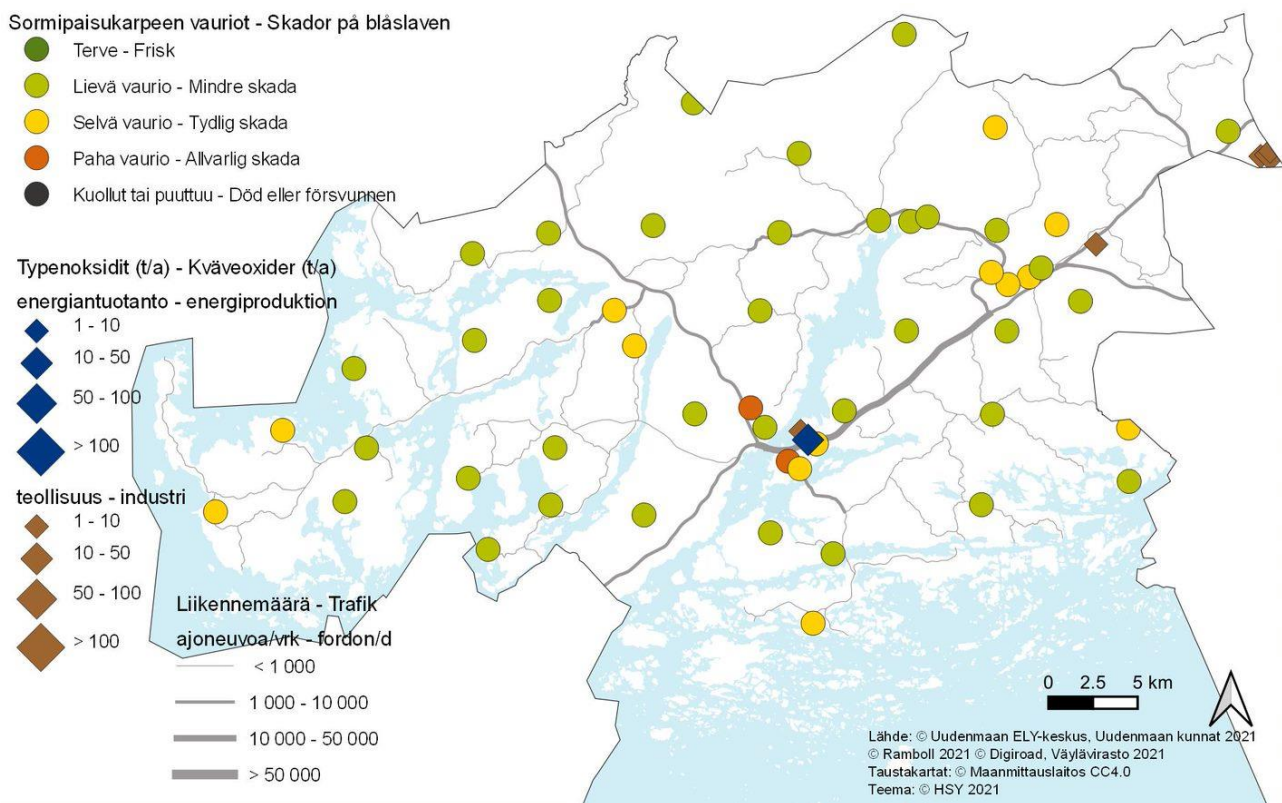 Sormipaisukarpeen vauriot - Skador på blåslaven
Terve - Frisk
Lievä vaurio - Mindre skada
Selvä vaurio - Tydlig skada
Paha vaurio - Allvarlig skada
Kuollut tai puuttuu - Död eller försvunnen
Typenoksidit (t/a) - Kväveoxider (t/a)
energiantuotanto - energiproduktion
1 - 10
10 - 50
50 - 100
> 100
teollisuus - industri
1 - 10
10 - 50
50 - 100
> 100
Liikennemäärä - Trafik
ajoneuvoa/vrk - fordon/d
< 1 000
1 000 - 10 000
10 000 - 50 000
> 50 000
0 2.5 5 km
Lähde: © Uudenmaan ELY-keskus, Uudenmaan kunnat 2021
© Ramboll 2021 © Digiroad, Väylävirasto 2021
Taustakartat: © Maanmittauslaitos CC4.0
Teema: © HSY 2021